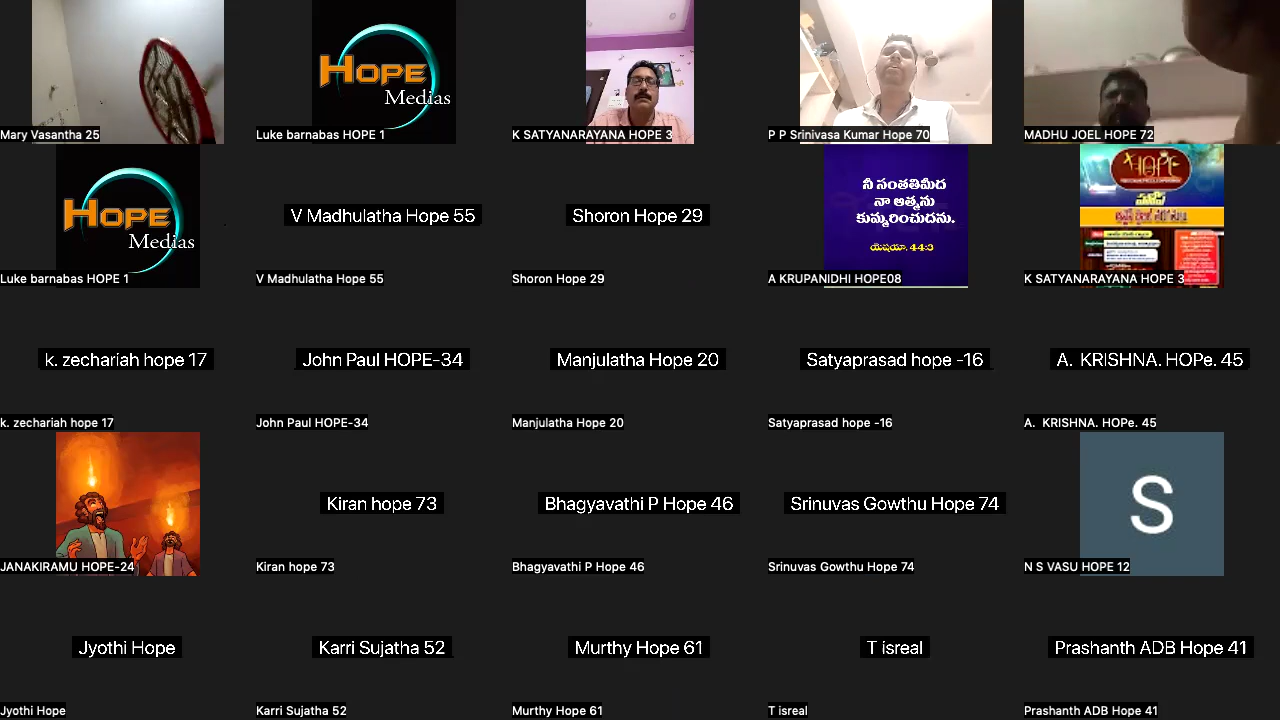 Mary Vasantha 25
HOPE
Medias
Luke barnabas HOPE 1
K SATYANARAYANA HOPE 3
P P Srinivasa Kumar Hope 70
MADHU JOEL HOPE 72
HOPE
Medias
Luke barnabas HOPE 1
V Madhulatha Hope 55
V Madhulatha Hope 55
Shoron Hope 29
Shoron Hope 29
నీ సంతతిమీద
నా ఆత్మను
కుమ్మరించుదను.
యెషయా. 44:3
A KRUPANIDHI HOPE08
HOPE
K SATYANARAYANA HOPE 3
k. zechariah hope 17
k. zechariah hope 17
John Paul HOPE-34
John Paul HOPE-34
Manjulatha Hope 20
Manjulatha Hope 20
Satyaprasad hope -16
Satyaprasad hope -16
A. KRISHNA. HOPe. 45
A. KRISHNA. HOPe. 45
JANAKIRAMU HOPE-24
Kiran hope 73
Kiran hope 73
Bhagyavathi P Hope 46
Bhagyavathi P Hope 46
Srinuvas Gowthu Hope 74
Srinuvas Gowthu Hope 74
S
N S VASU HOPE 12
Jyothi Hope
Jyothi Hope
Karri Sujatha 52
Karri Sujatha 52
Murthy Hope 61
Murthy Hope 61
T isreal
T isreal
Prashanth ADB Hope 41
Prashanth ADB Hope 41